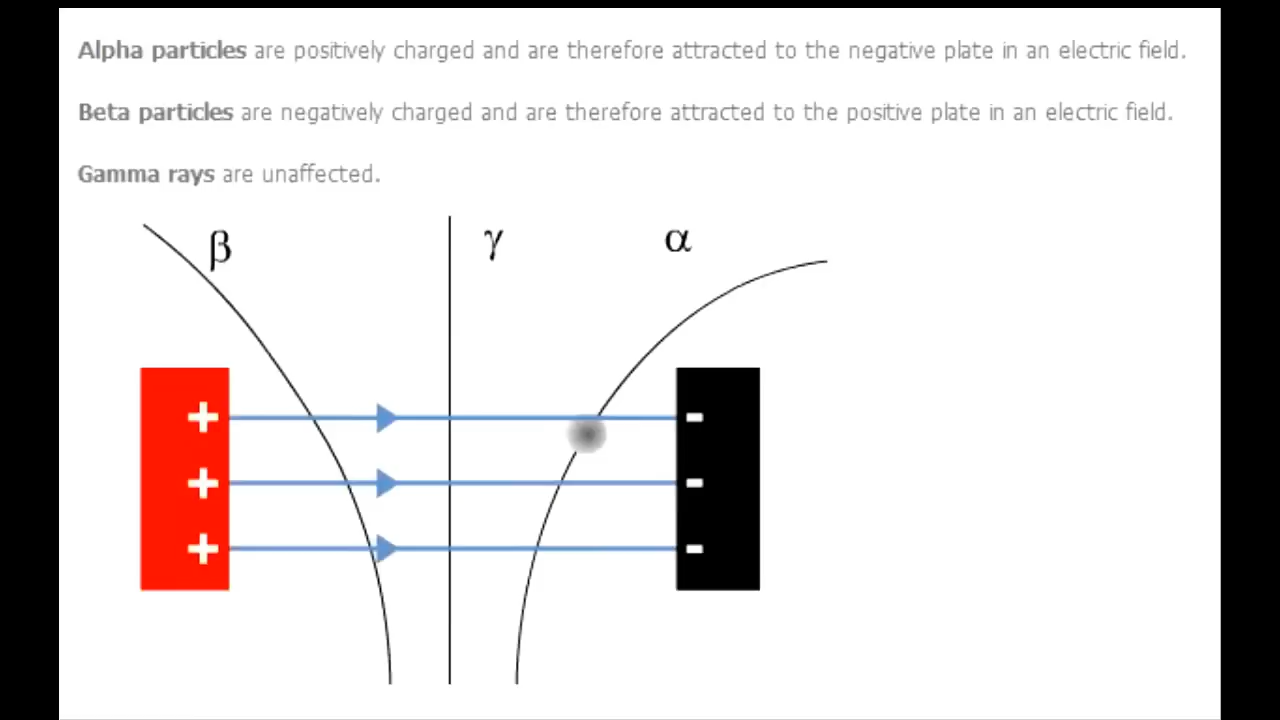 Alpha particles are positively charged and are therefore attracted to the negative plate in an electric field.
Beta particles are negatively charged and are therefore attracted to the positive plate in an electric field.
Gamma rays are unaffected.
β γ α
+ -
+ -
+ -